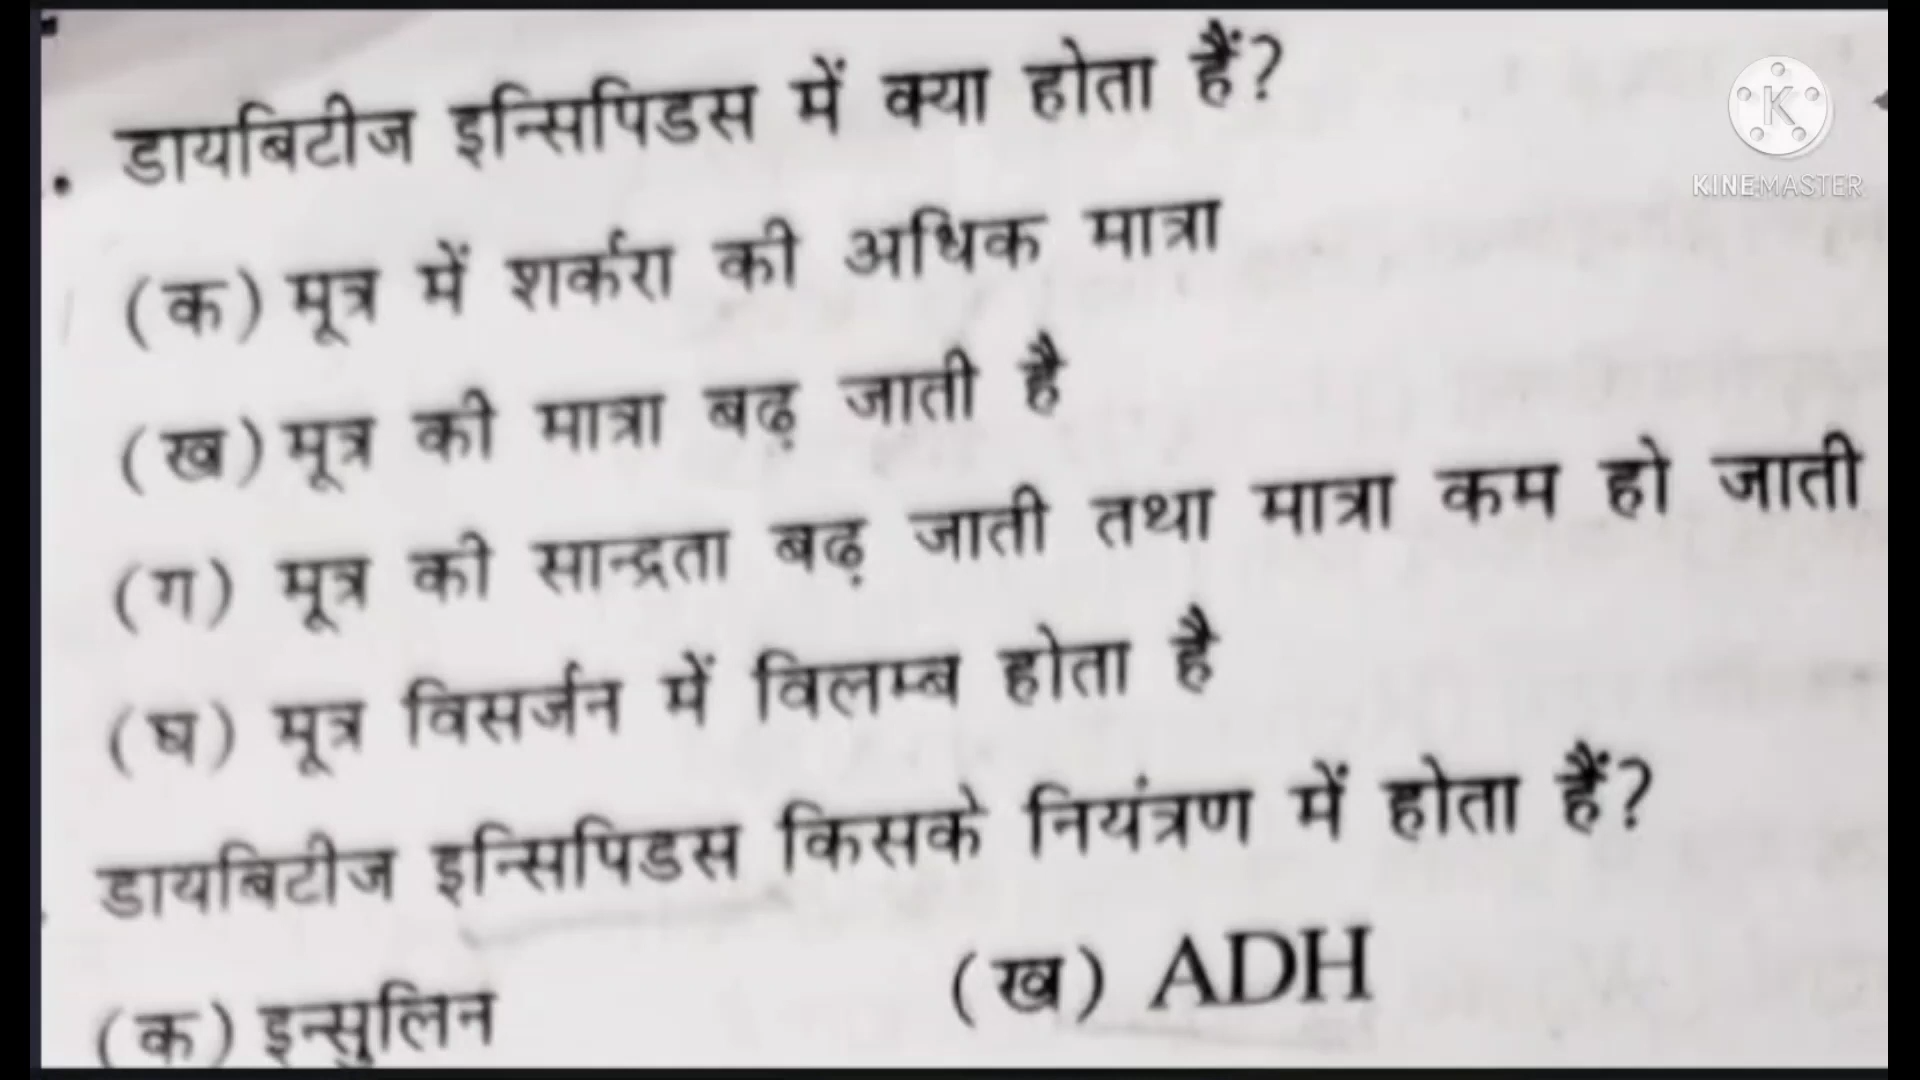 डायबिटीज इन्सिपिडस में क्या होता हैं?
(क) मूत्र में शर्करा की अधिक मात्रा
(ख) मूत्र की मात्रा बढ़ जाती है
(ग) मूत्र की सान्द्रता बढ़ जाती तथा मात्रा कम हो जाती
(घ) मूत्र विसर्जन में विलम्ब होता है
डायबिटीज इन्सिपिडस किसके नियंत्रण में होता हैं?
(क) इन्सुलिन (ख) ADH
K
KINEMASTER